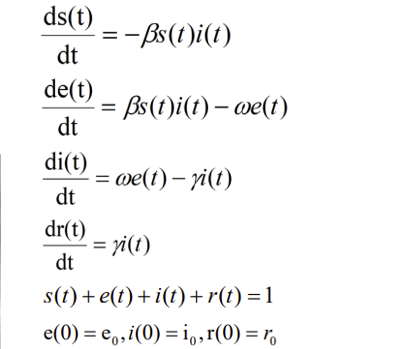 ds(t)/dt = −βs(t)i(t)
de(t)/dt = βs(t)i(t) − ωe(t)
di(t)/dt = ωe(t) − γi(t)
dr(t)/dt = γi(t)
s(t) + e(t) + i(t) + r(t) = 1
e(0) = e₀, i(0) = i₀, r(0) = r₀